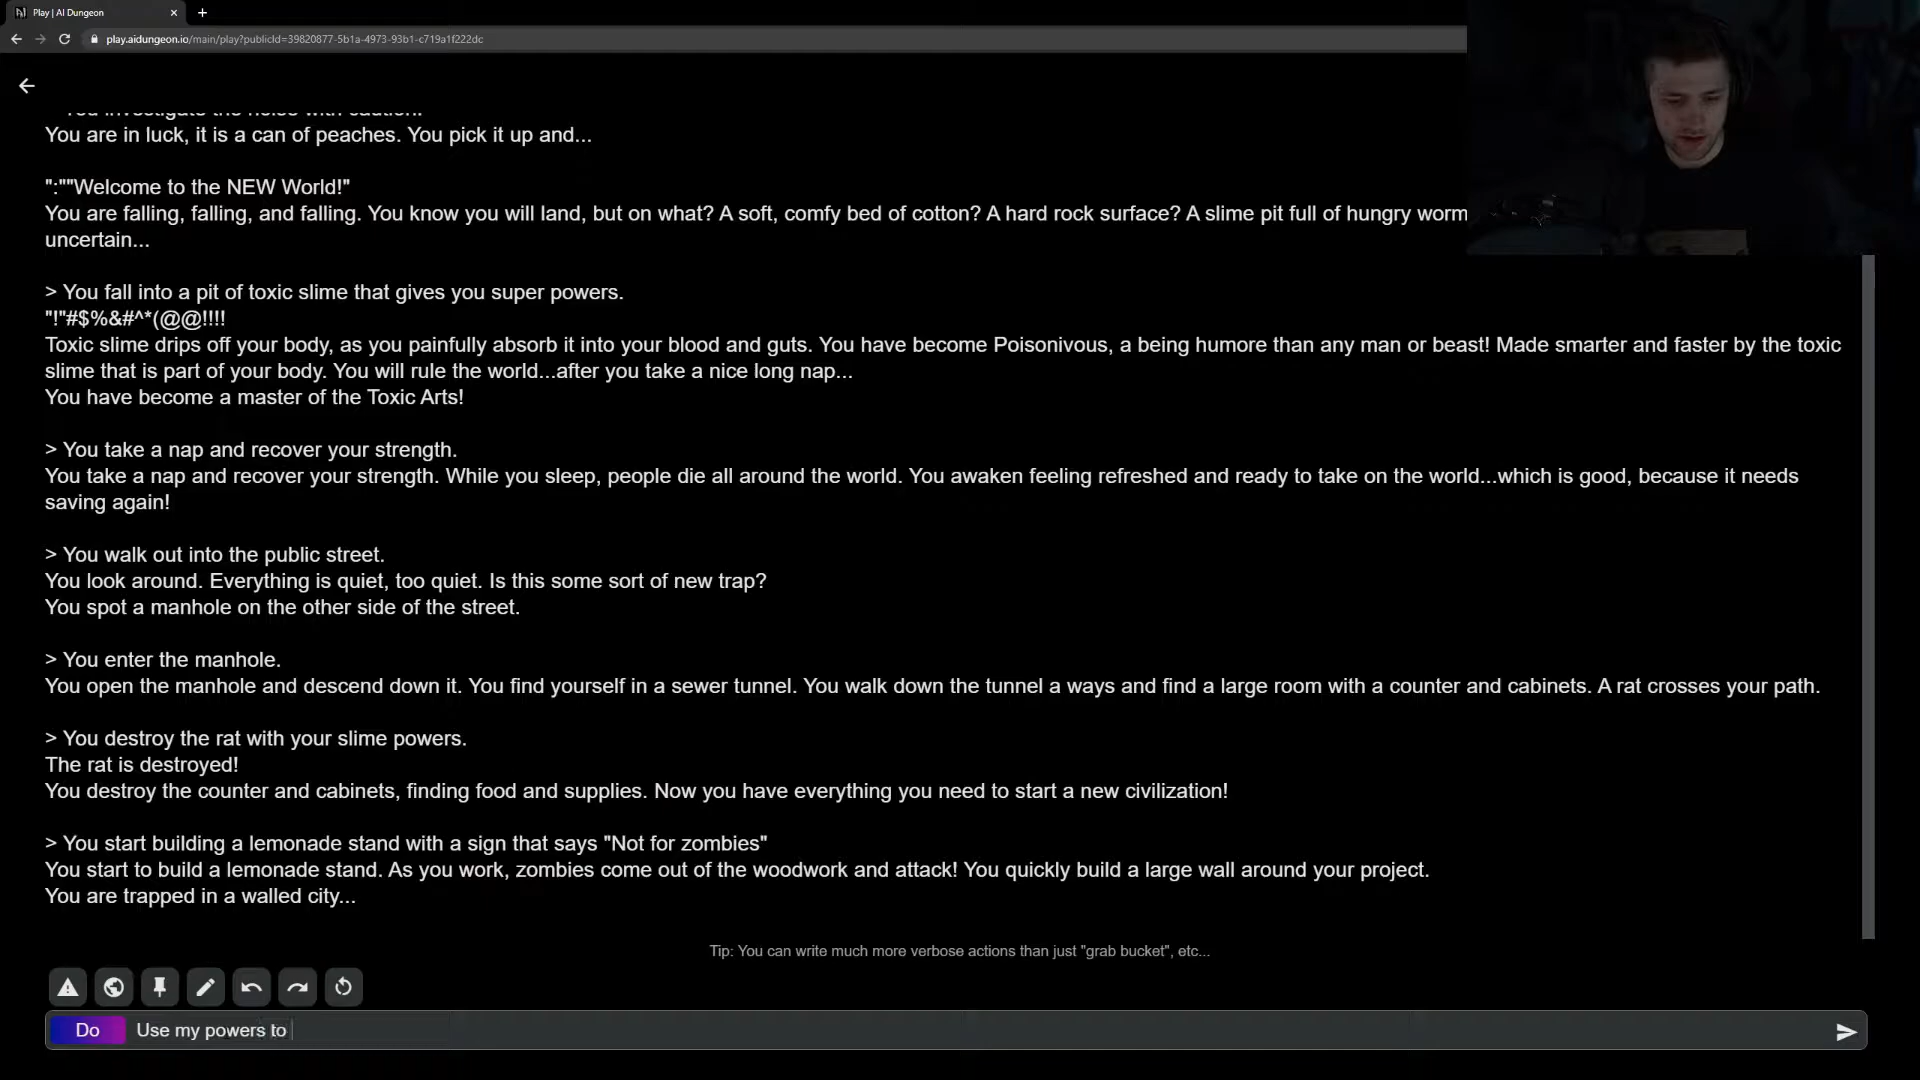 Play | AI Dungeon
play.aidungeon.io/main/play?publicId=39820877-5b1a-4973-93b1-c719a1f222dc
You investigate the noise with caution.
You are in luck, it is a can of peaches. You pick it up and...
":""Welcome to the NEW World!"
You are falling, falling, and falling. You know you will land, but on what? A soft, comfy bed of cotton? A hard rock surface? A slime pit full of hungry worm
uncertain...
> You fall into a pit of toxic slime that gives you super powers.
"!"#$%&#^*(@@!!!!
Toxic slime drips off your body, as you painfully absorb it into your blood and guts. You have become Poisonivous, a being humore than any man or beast! Made smarter and faster by the toxic
slime that is part of your body. You will rule the world...after you take a nice long nap...
You have become a master of the Toxic Arts!
> You take a nap and recover your strength.
You take a nap and recover your strength. While you sleep, people die all around the world. You awaken feeling refreshed and ready to take on the world...which is good, because it needs
saving again!
> You walk out into the public street.
You look around. Everything is quiet, too quiet. Is this some sort of new trap?
You spot a manhole on the other side of the street.
> You enter the manhole.
You open the manhole and descend down it. You find yourself in a sewer tunnel. You walk down the tunnel a ways and find a large room with a counter and cabinets. A rat crosses your path.
> You destroy the rat with your slime powers.
The rat is destroyed!
You destroy the counter and cabinets, finding food and supplies. Now you have everything you need to start a new civilization!
> You start building a lemonade stand with a sign that says "Not for zombies"
You start to build a lemonade stand. As you work, zombies come out of the woodwork and attack! You quickly build a large wall around your project.
You are trapped in a walled city...
Tip: You can write much more verbose actions than just "grab bucket", etc...
Do Use my powers to